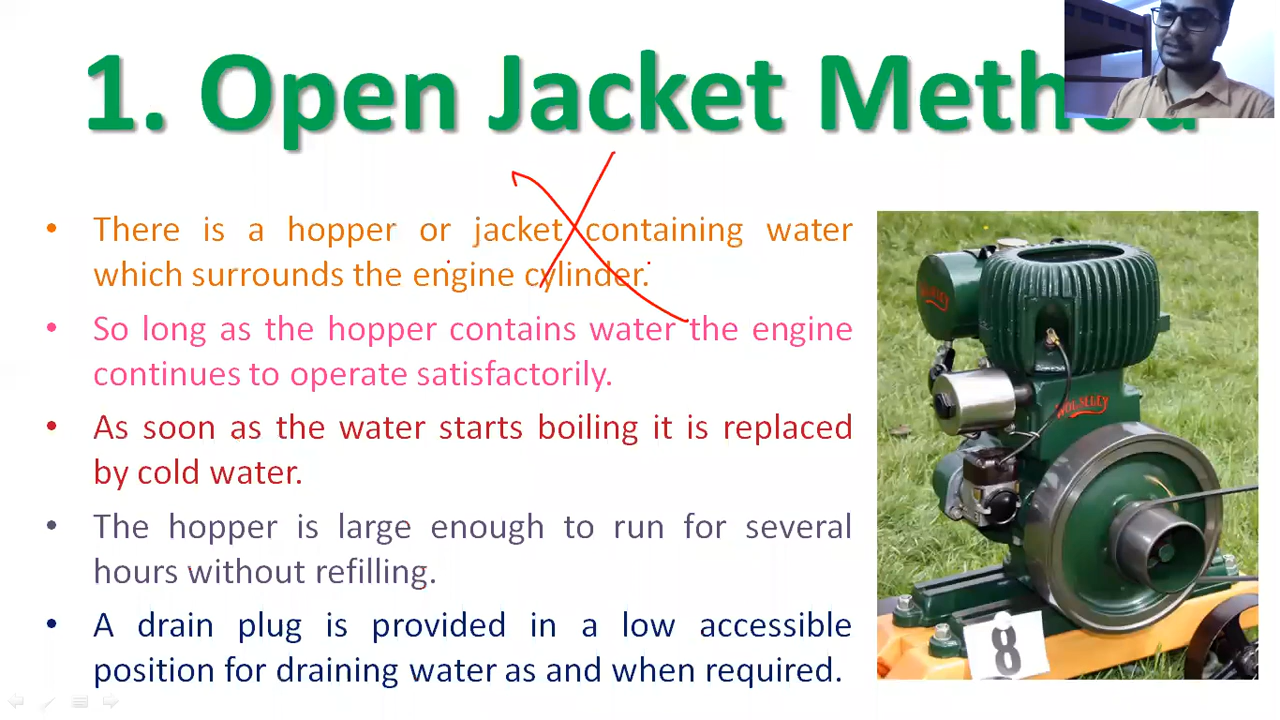 1. Open Jacket Method
• There is a hopper or jacket containing water
which surrounds the engine cylinder.
• So long as the hopper contains water the engine
continues to operate satisfactorily.
• As soon as the water starts boiling it is replaced
by cold water.
• The hopper is large enough to run for several
hours without refilling.
• A drain plug is provided in a low accessible
position for draining water as and when required.
WOLSELEY
8